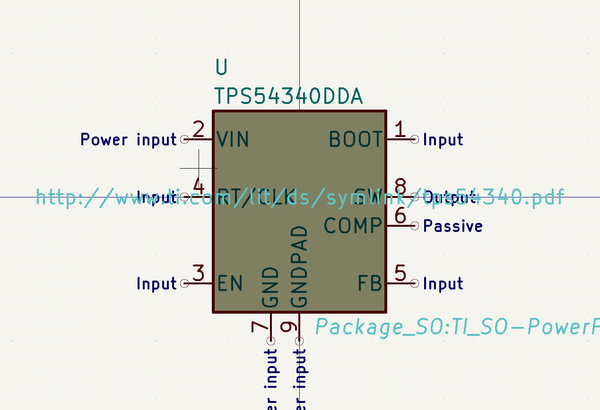 U
TPS54340DDA
Power input 2 VIN BOOT 1 Input
Input 4 RT/CLK SW 8 Output
http://www.ti.com/lit/ds/symlink/tps54340.pdf
COMP 6 Passive
Input 3 EN GND GNDPAD FB 5 Input
7 9
Package_SO:TI_SO-PowerP
er input er input